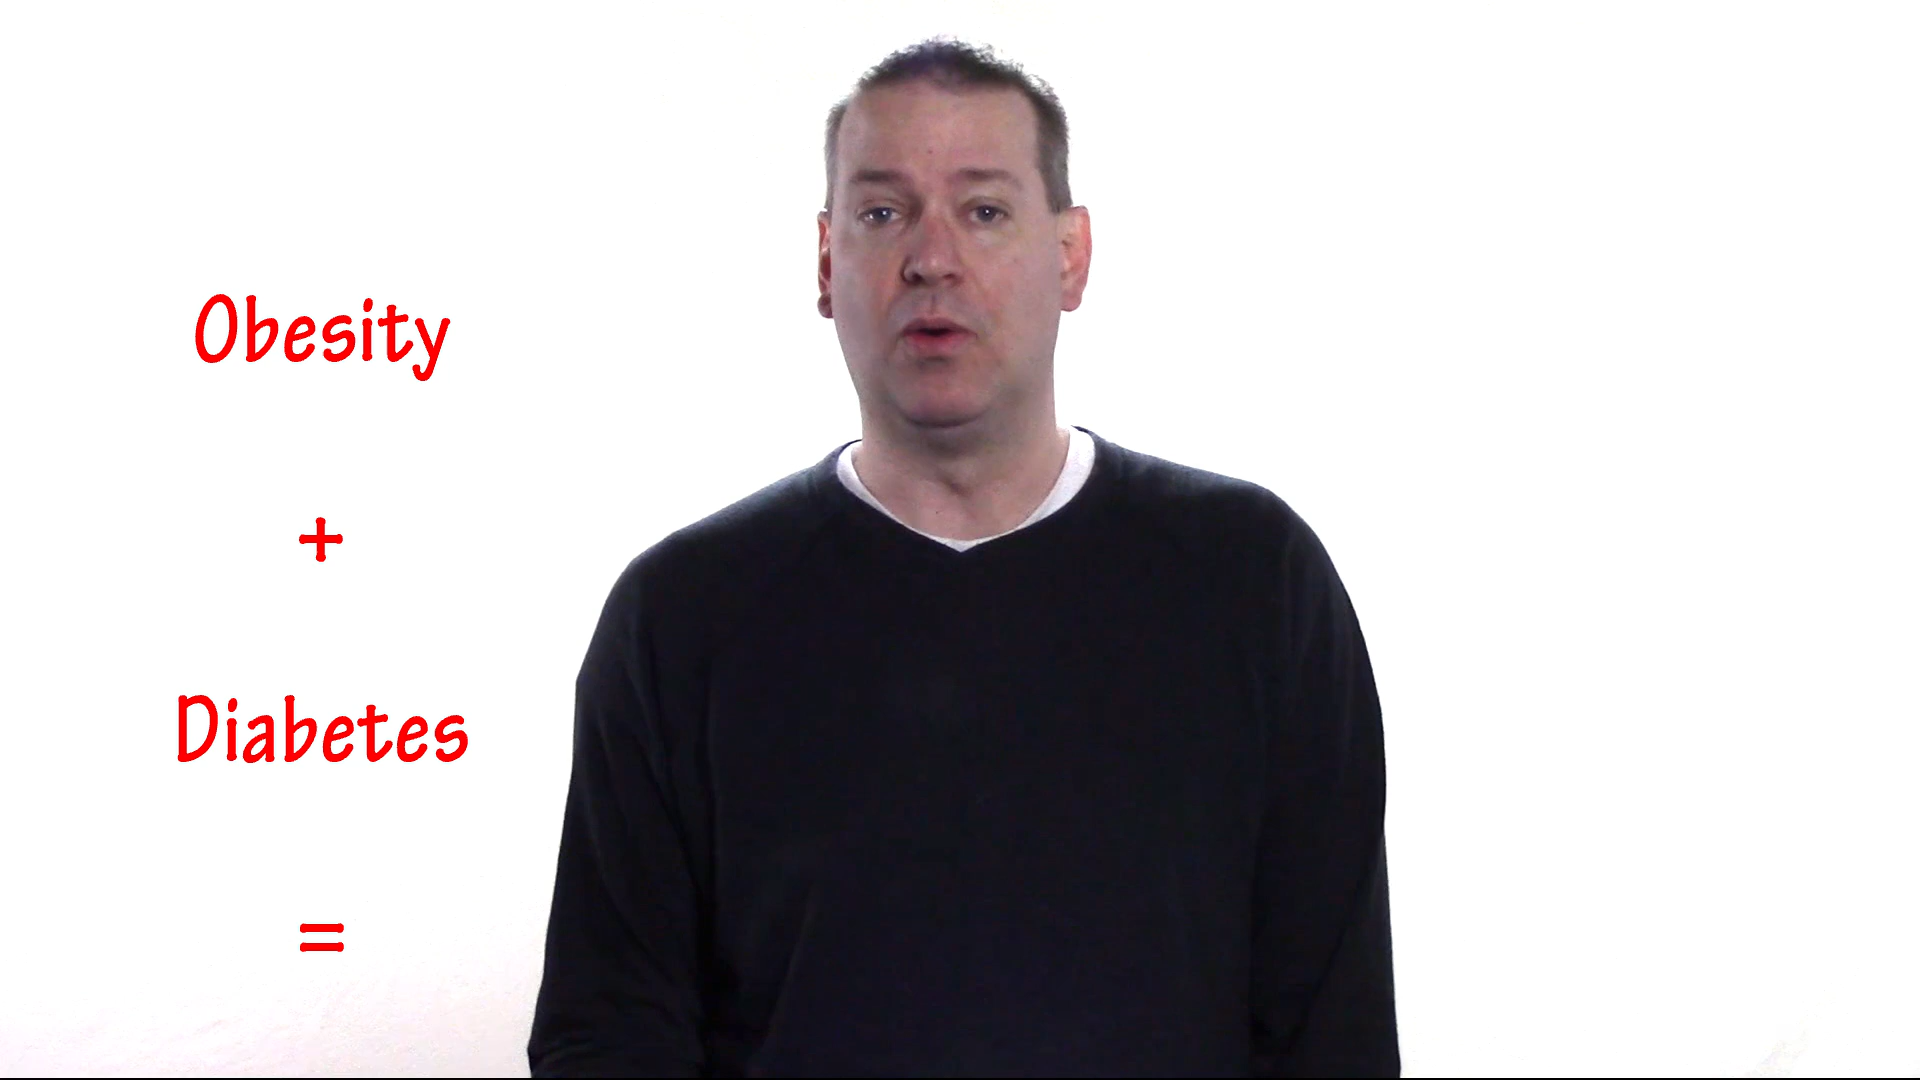 Obesity
+
Diabetes
=